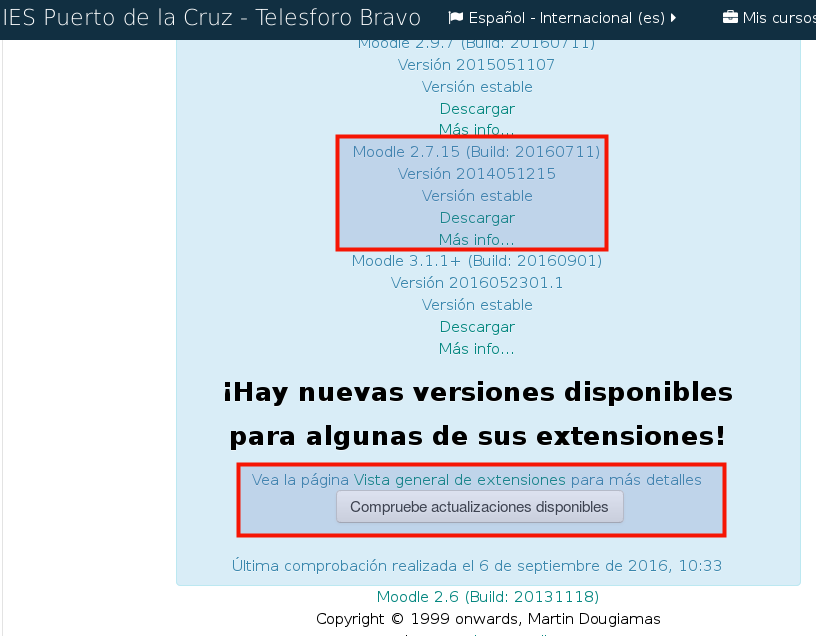 IES Puerto de la Cruz - Telesforo Bravo
Español - Internacional (es)
Mis cursos
Moodle 2.9.7 (Build: 20160711)
Versión 2015051107
Versión estable
Descargar
Más info...
Moodle 2.7.15 (Build: 20160711)
Versión 2014051215
Versión estable
Descargar
Más info...
Moodle 3.1.1+ (Build: 20160901)
Versión 2016052301.1
Versión estable
Descargar
Más info...
¡Hay nuevas versiones disponibles
para algunas de sus extensiones!
Vea la página Vista general de extensiones para más detalles
Compruebe actualizaciones disponibles
Última comprobación realizada el 6 de septiembre de 2016, 10:33
Moodle 2.6 (Build: 20131118)
Copyright © 1999 onwards, Martin Dougiamas